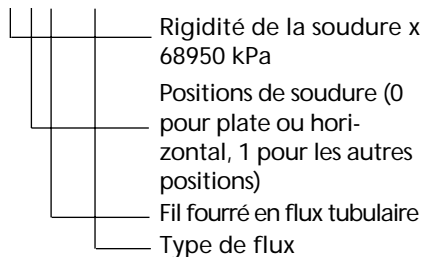 Rigidité de la soudure x
68950 kPa
Positions de soudure (0
pour plate ou hori-
zontal, 1 pour les autres
positions)
Fil fourré en flux tubulaire
Type de flux